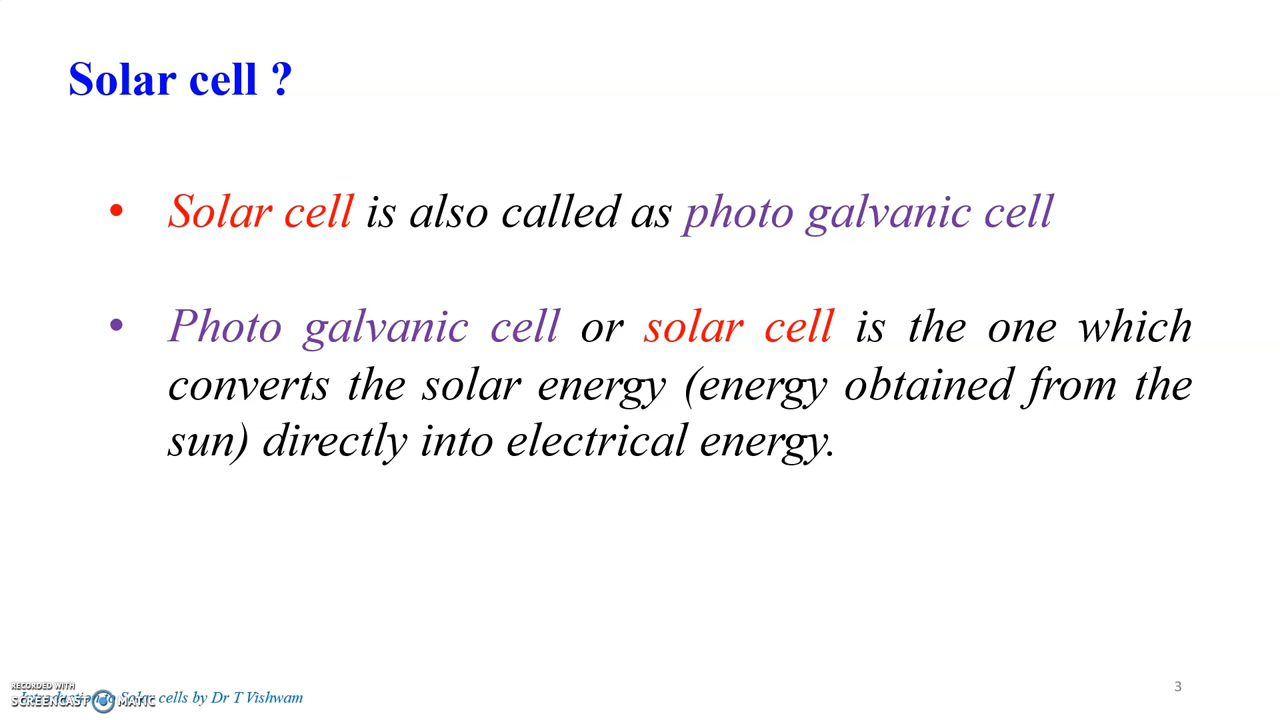 Solar cell ?
• Solar cell is also called as photo galvanic cell
• Photo galvanic cell or solar cell is the one which
converts the solar energy (energy obtained from the
sun) directly into electrical energy.
RECORDED WITH
SCREENCAST MATIC
Introduction to Solar cells by Dr T Vishwam
3